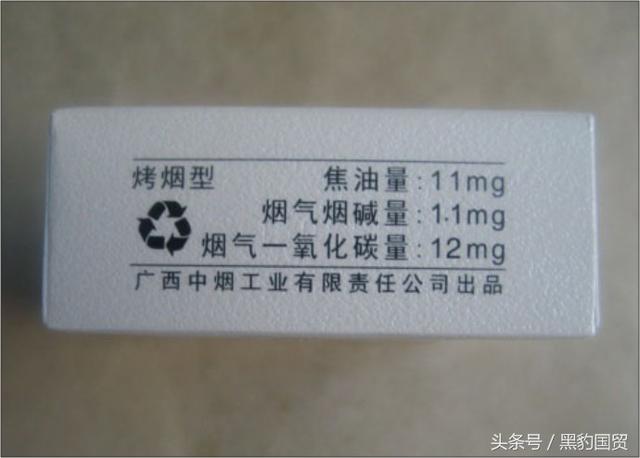 烤烟型 焦油量:11mg
烟气烟碱量:1.1mg
烟气一氧化碳量:12mg
广西中烟工业有限责任公司出品
头条号 / 黑豹国贸